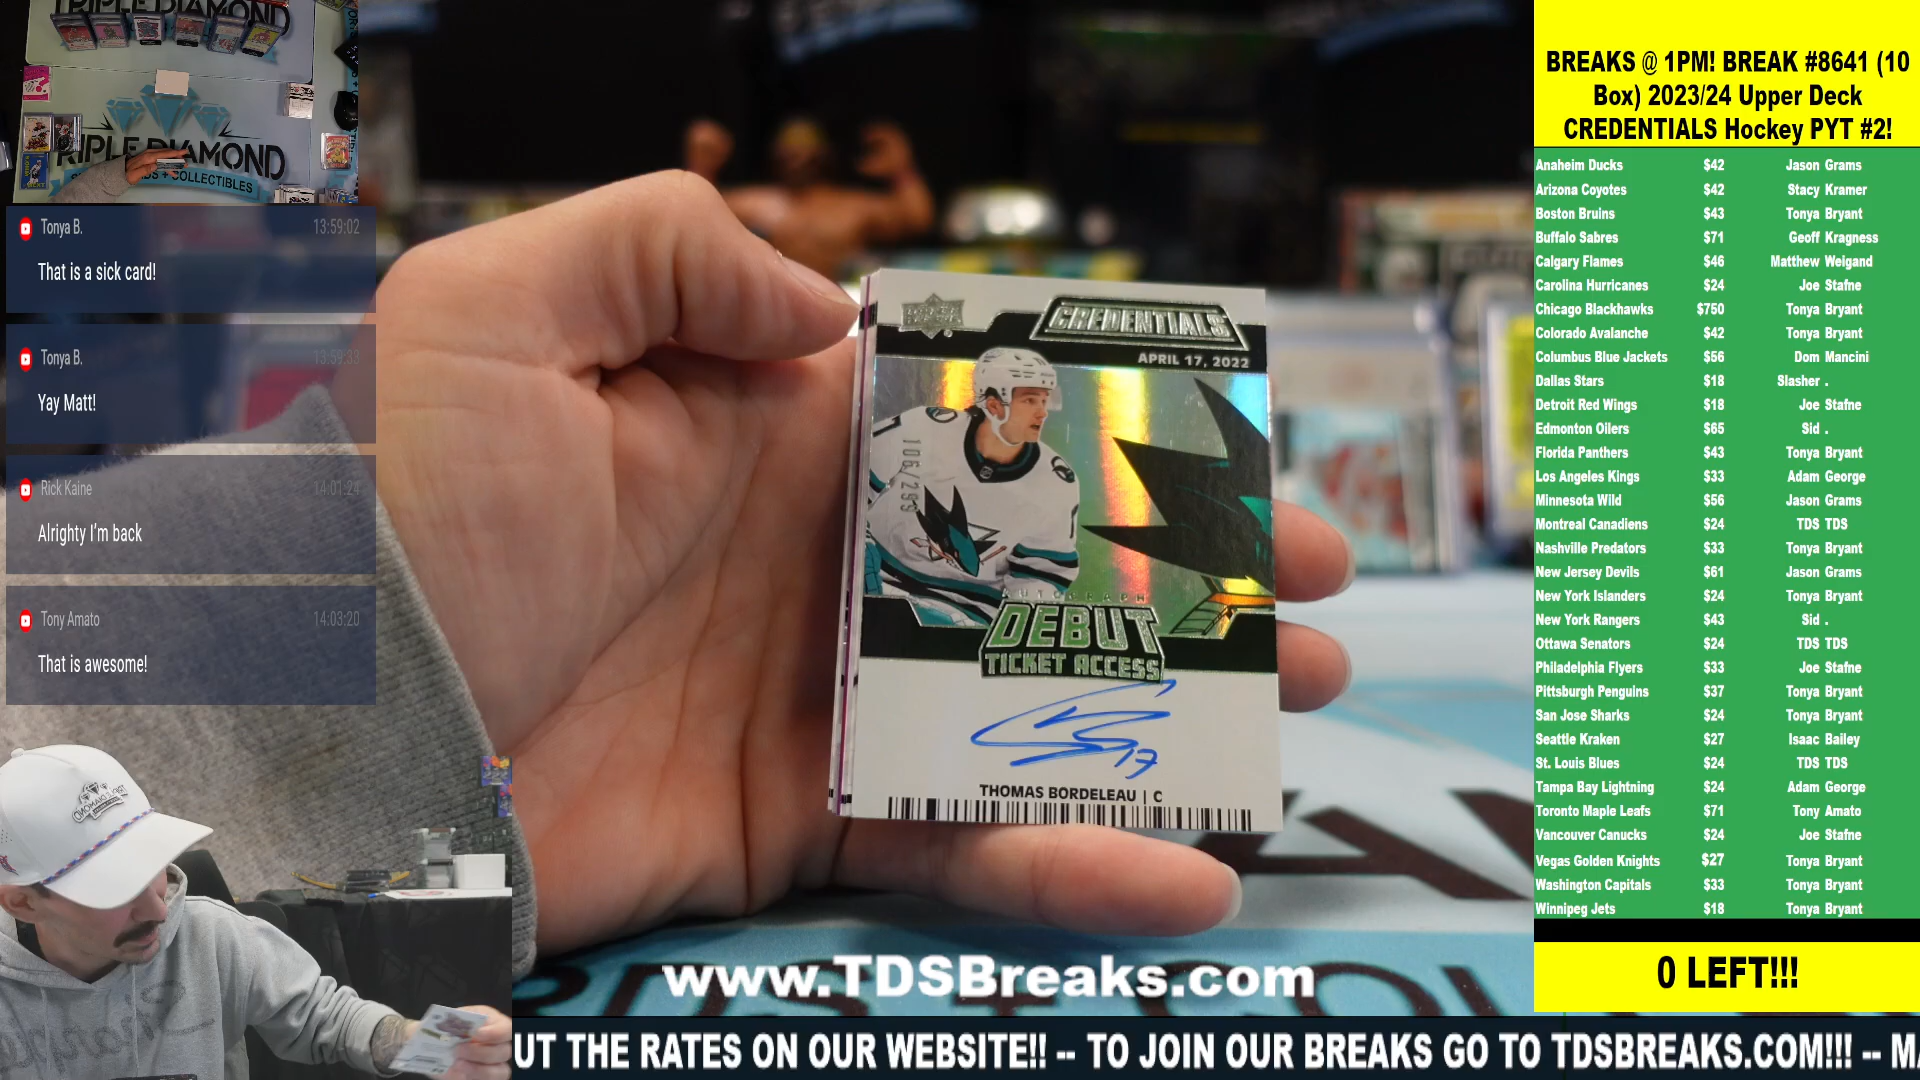 TRIPLE DIAMOND
RIPLE DIAMOND
+ COLLECTIBLES
Tonya B. 13:59:02
That is a sick card!
Tonya B. 13:59:33
Yay Matt!
Rick Kaine 14:01:24
Alrighty I'm back
Tony Amato 14:03:20
That is awesome!
UPPER DECK
CREDENTIALS
APRIL 17, 2022
106/299
AUTOGRAPH
DEBUT
TICKET ACCESS
17
THOMAS BORDELEAU | C
www.TDSBreaks.com
BREAKS @ 1PM! BREAK #8641 (10
Box) 2023/24 Upper Deck
CREDENTIALS Hockey PYT #2!
Anaheim Ducks $42 Jason Grams
Arizona Coyotes $42 Stacy Kramer
Boston Bruins $43 Tonya Bryant
Buffalo Sabres $71 Geoff Kragness
Calgary Flames $46 Matthew Weigand
Carolina Hurricanes $24 Joe Stafne
Chicago Blackhawks $750 Tonya Bryant
Colorado Avalanche $42 Tonya Bryant
Columbus Blue Jackets $56 Dom Mancini
Dallas Stars $18 Slasher .
Detroit Red Wings $18 Joe Stafne
Edmonton Oilers $65 Sid .
Florida Panthers $43 Tonya Bryant
Los Angeles Kings $33 Adam George
Minnesota Wild $56 Jason Grams
Montreal Canadiens $24 TDS TDS
Nashville Predators $33 Tonya Bryant
New Jersey Devils $61 Jason Grams
New York Islanders $24 Tonya Bryant
New York Rangers $43 Sid .
Ottawa Senators $24 TDS TDS
Philadelphia Flyers $33 Joe Stafne
Pittsburgh Penguins $37 Tonya Bryant
San Jose Sharks $24 Tonya Bryant
Seattle Kraken $27 Isaac Bailey
St. Louis Blues $24 TDS TDS
Tampa Bay Lightning $24 Adam George
Toronto Maple Leafs $71 Tony Amato
Vancouver Canucks $24 Joe Stafne
Vegas Golden Knights $27 Tonya Bryant
Washington Capitals $33 Tonya Bryant
Winnipeg Jets $18 Tonya Bryant
0 LEFT!!!
UT THE RATES ON OUR WEBSITE!! -- TO JOIN OUR BREAKS GO TO TDSBREAKS.COM!!! -- MA